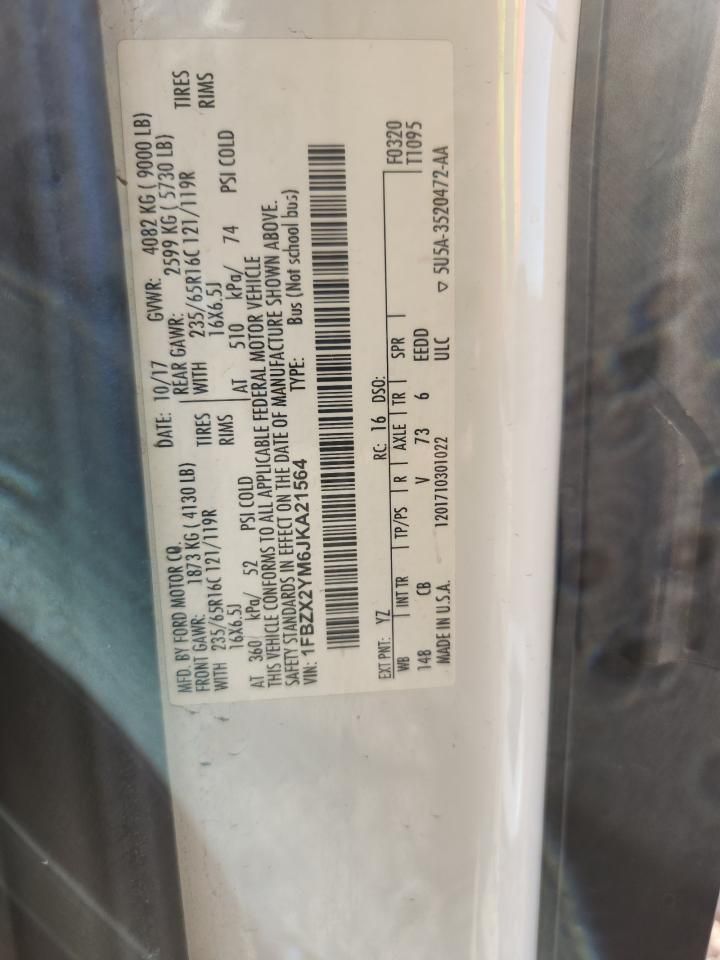 MFD. BY FORD MOTOR CO.
DATE: 10/17 GVWR: 4082 KG ( 9000 LB)
FRONT GAWR: 1873 KG ( 4130 LB) REAR GAWR: 2599 KG ( 5730 LB)
WITH 235/65R16C 121/119R TIRES WITH 235/65R16C 121/119R TIRES
16X6.5J RIMS 16X6.5J RIMS
AT 360 kPa/ 52 PSI COLD AT 510 kPa/ 74 PSI COLD
THIS VEHICLE CONFORMS TO ALL APPLICABLE FEDERAL MOTOR VEHICLE
SAFETY STANDARDS IN EFFECT ON THE DATE OF MANUFACTURE SHOWN ABOVE.
VIN: 1FBZX2YM6JKA21564 TYPE: Bus (Not school bus)
EXT PNT: YZ RC: 16 DSO: F0320
WB INT TR TP/PS R AXLE TR SPR T1095
148 CB V 73 6 EEDD
MADE IN U.S.A. 1201710301022 ULC ▽ 5U5A-3520472-AA